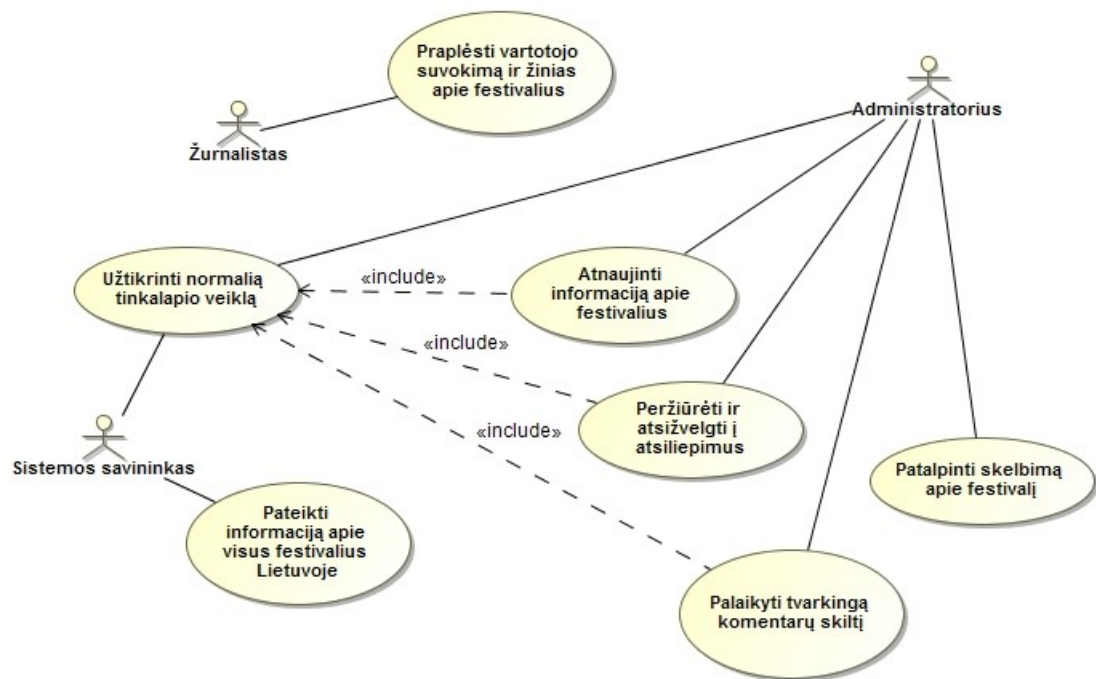 Praplėsti vartotojo
suvokimą ir žinias
apie festivalius
Administratorius
Žurnalistas
Užtikrinti normalią
tinkalapio veiklą
«include»
Atnaujinti
informaciją apie
festivalius
«include»
Peržiūrėti ir
atsižvelgti į
atsiliepimus
«include»
Sistemos savininkas
Patalpinti skelbimą
apie festivalį
Pateikti
informaciją apie
visus festivalius
Lietuvoje
Palaikyti tvarkingą
komentarų skiltį